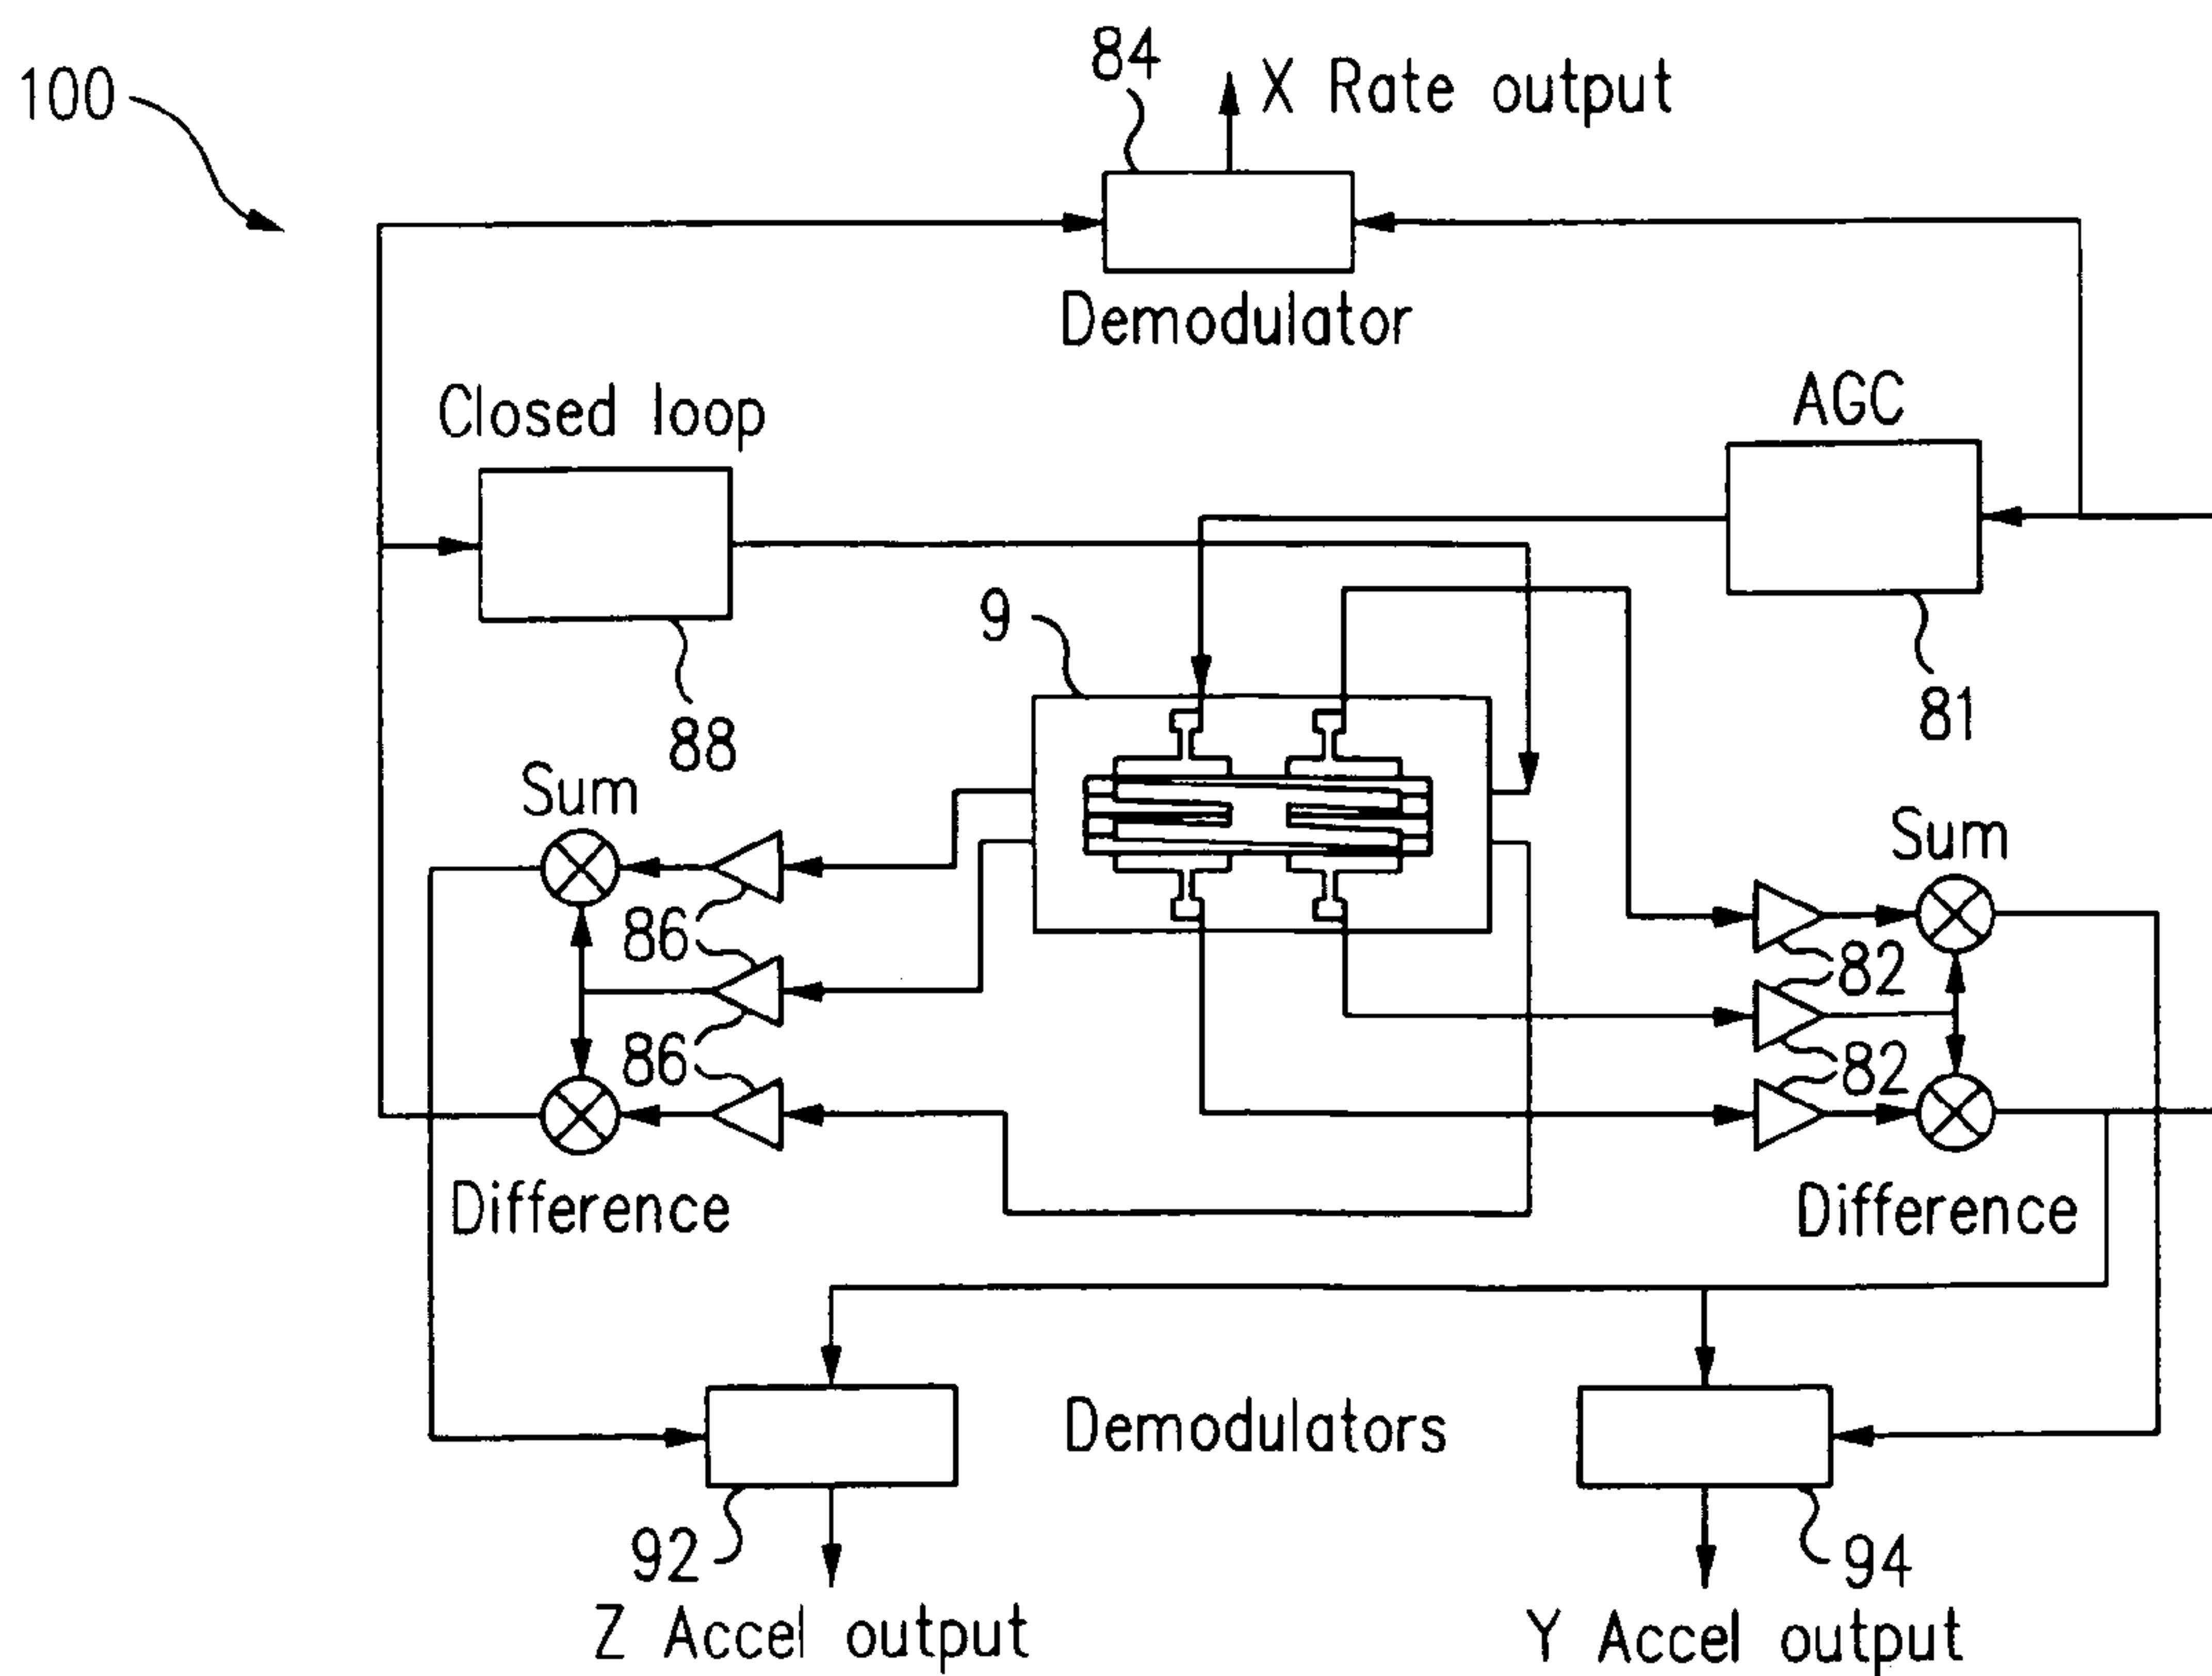 84
X Rate output
100
Demodulator
Closed loop
AGC
9
88
81
Sum
Sum
86
82
86
82
Difference
Difference
Demodulators
92
94
Z Accel output
Y Accel output